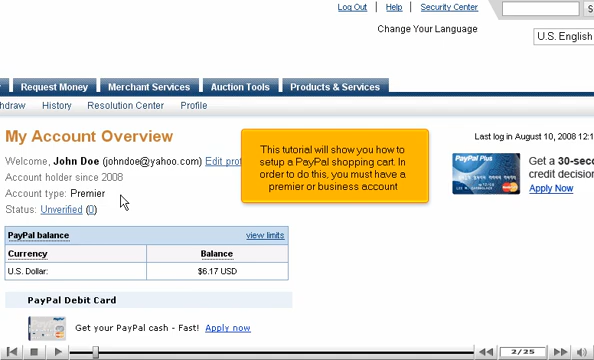 Log Out | Help | Security Center
S
Change Your Language
U.S. English
Request Money Merchant Services Auction Tools Products & Services
hdraw History Resolution Center Profile
My Account Overview
Last log in August 10, 2008 12:1
Welcome, John Doe (johndoe@yahoo.com) Edit prof
Account holder since 2008
Account type: Premier
Status: Unverified (0)
This tutorial will show you how to
setup a PayPal shopping cart. In
order to do this, you must have a
premier or business account
PayPal Plus
Get a 30-seco
credit decision
Apply Now
PayPal balance view limits
Currency Balance
U.S. Dollar: $6.17 USD
PayPal Debit Card
Get your PayPal cash - Fast! Apply now
2/25